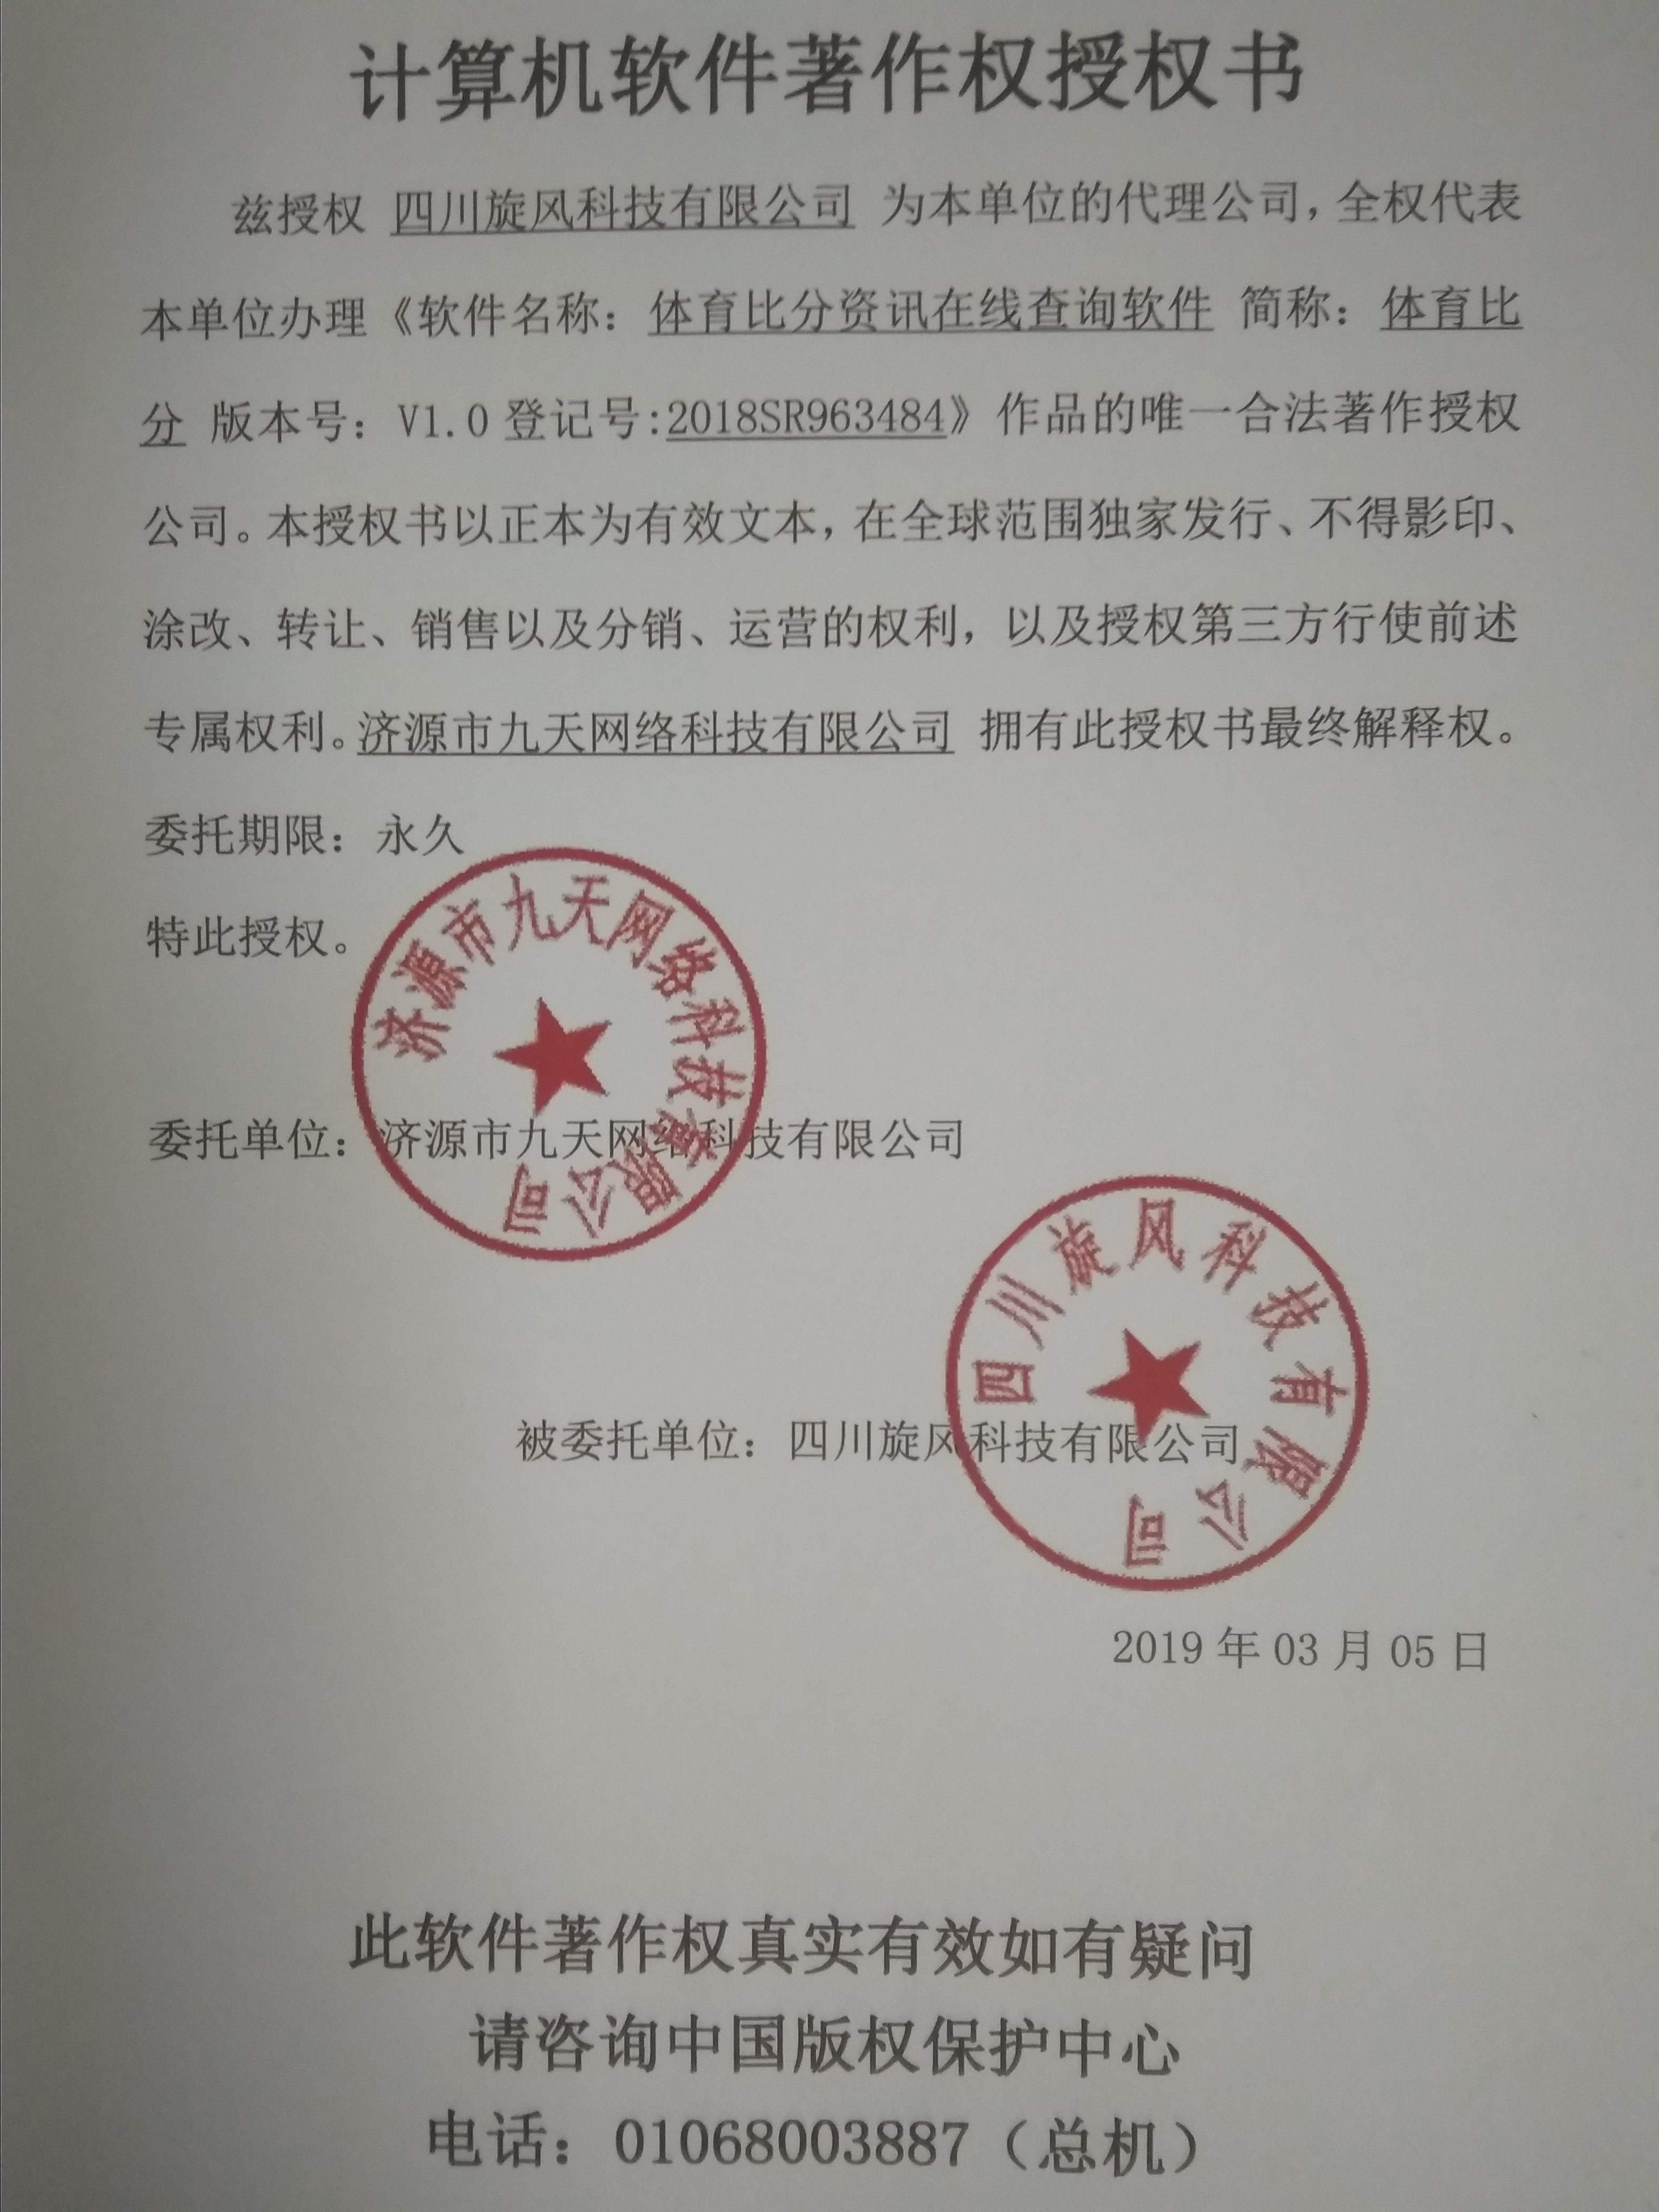 计算机软件著作权授权书
兹授权 四川旋风科技有限公司 为本单位的代理公司，全权代表
本单位办理《软件名称：体育比分资讯在线查询软件 简称：体育比
分 版本号：V1.0 登记号:2018SR963484》作品的唯一合法著作授权
公司。本授权书以正本为有效文本，在全球范围独家发行、不得影印、
涂改、转让、销售以及分销、运营的权利，以及授权第三方行使前述
专属权利。济源市九天网络科技有限公司 拥有此授权书最终解释权。
委托期限：永久
特此授权。
济源市九天网络科技有限公司
委托单位：济源市九天网络科技有限公司
四川旋风科技有限公司
被委托单位：四川旋风科技有限公司
2019 年 03 月 05 日
此软件著作权真实有效如有疑问
请咨询中国版权保护中心
电话：01068003887（总机）